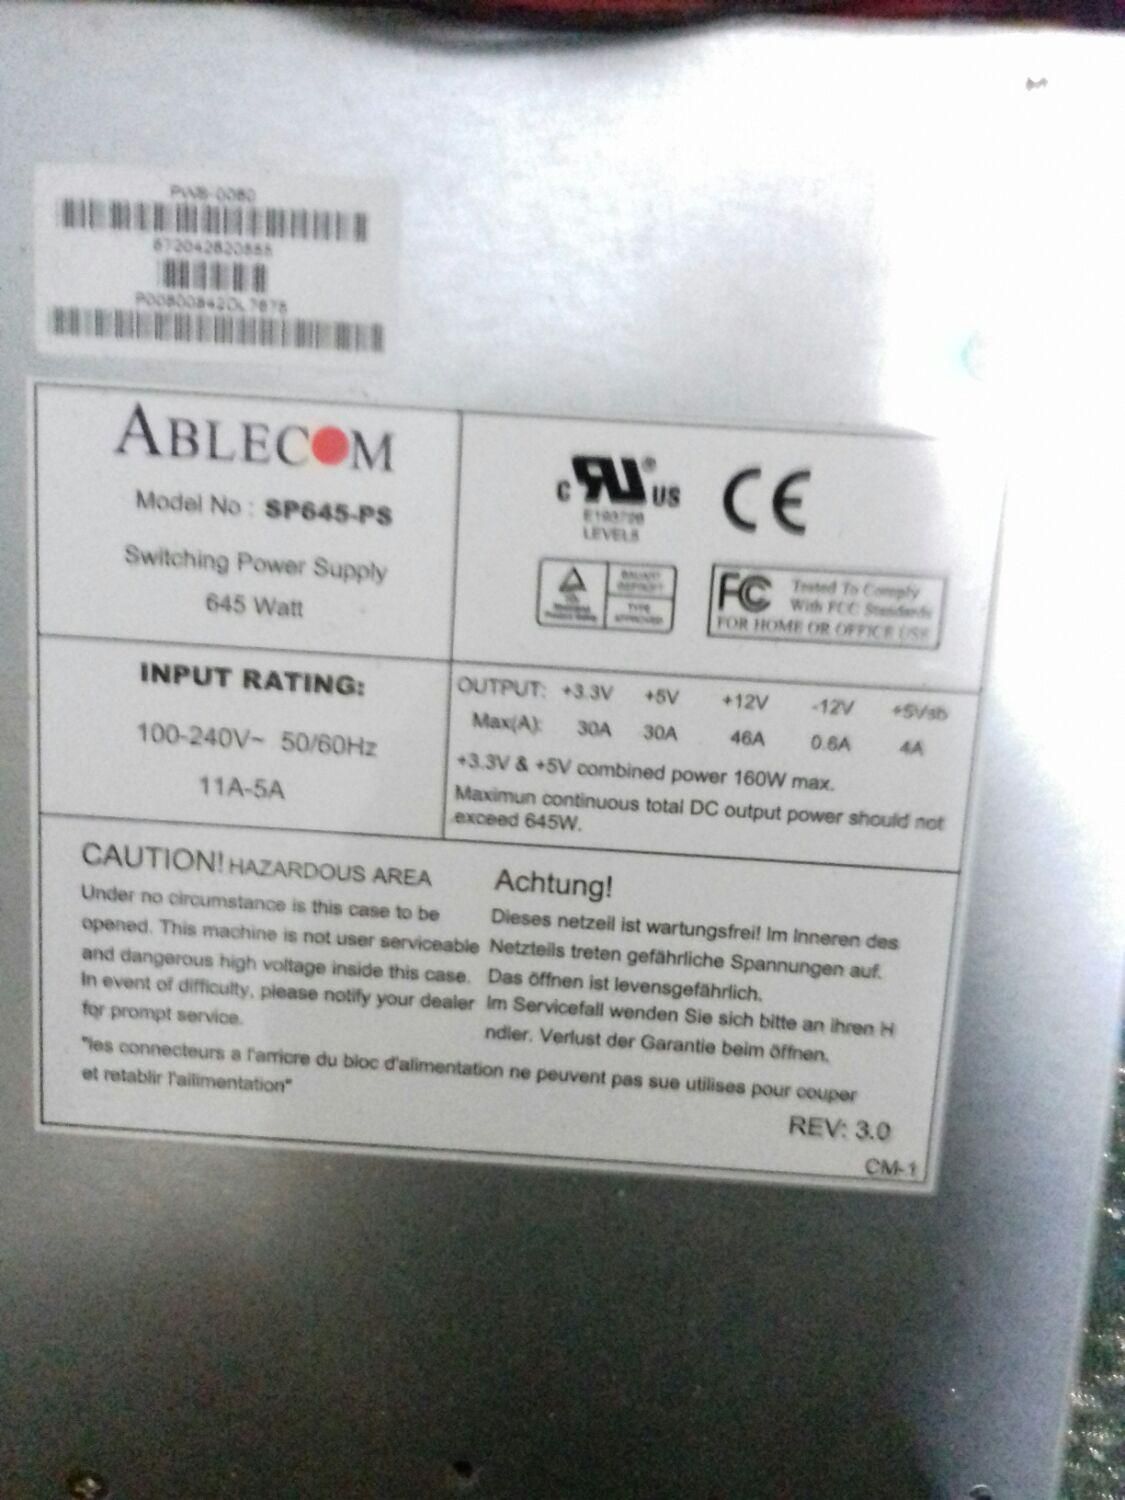 ABLECOM
Model No : SP645-PS
Switching Power Supply
645 Watt
C RU ® US
LEVEL5
CE
TYPE
APPROVED
FC Tested To Comply
With FCC Standards
FOR HOME OR OFFICE USE
INPUT RATING:
100-240V~ 50/60Hz
11A-5A
OUTPUT: +3.3V +5V +12V -12V +5Vsb
Max(A): 30A 30A 46A 0.6A 4A
+3.3V & +5V combined power 160W max.
Maximun continuous total DC output power should not
exceed 645W.
CAUTION! HAZARDOUS AREA
Under no circumstance is this case to be
opened. This machine is not user serviceable
and dangerous high voltage inside this case.
In event of difficulty, please notify your dealer
for prompt service.
Achtung!
Dieses netzeil ist wartungsfrei! Im Inneren des
Netzteils treten gefährliche Spannungen auf.
Das öffnen ist levensgefährlich.
Im Servicefall wenden Sie sich bitte an ihren H
ndler. Verlust der Garantie beim öffnen.
"les connecteurs a l'arricre du bloc d'alimentation ne peuvent pas sue utilises pour couper
et retablir l'ailimentation"
REV: 3.0
CM-1